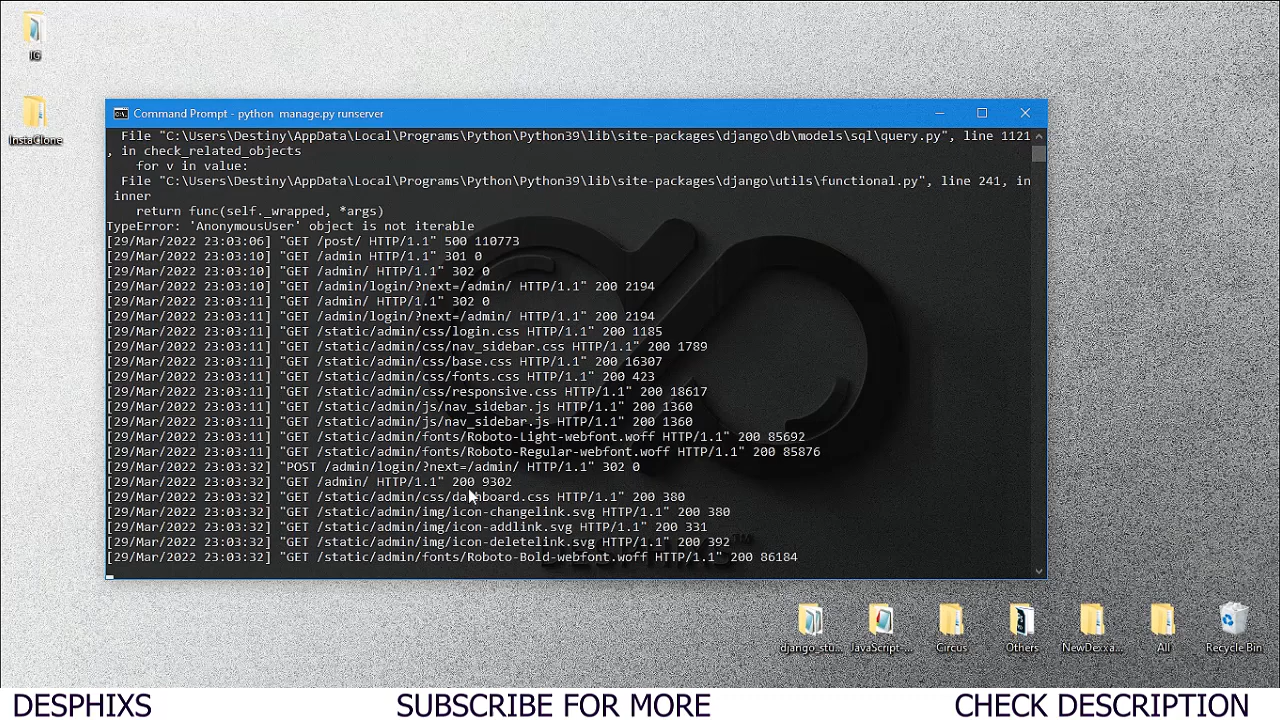 IG
InstaClone
Command Prompt - python  manage.py runserver
File "C:\Users\Destiny\AppData\Local\Programs\Python\Python39\lib\site-packages\django\db\models\sql\query.py", line 1121
, in check_related_objects
for v in value:
File "C:\Users\Destiny\AppData\Local\Programs\Python\Python39\lib\site-packages\django\utils\functional.py", line 241, in
inner
return func(self._wrapped, *args)
TypeError: 'AnonymousUser' object is not iterable
[29/Mar/2022 23:03:06] "GET /post/ HTTP/1.1" 500 110773
[29/Mar/2022 23:03:10] "GET /admin HTTP/1.1" 301 0
[29/Mar/2022 23:03:10] "GET /admin/ HTTP/1.1" 302 0
[29/Mar/2022 23:03:10] "GET /admin/login/?next=/admin/ HTTP/1.1" 200 2194
[29/Mar/2022 23:03:11] "GET /admin/ HTTP/1.1" 302 0
[29/Mar/2022 23:03:11] "GET /admin/login/?next=/admin/ HTTP/1.1" 200 2194
[29/Mar/2022 23:03:11] "GET /static/admin/css/login.css HTTP/1.1" 200 1185
[29/Mar/2022 23:03:11] "GET /static/admin/css/nav_sidebar.css HTTP/1.1" 200 1789
[29/Mar/2022 23:03:11] "GET /static/admin/css/base.css HTTP/1.1" 200 16307
[29/Mar/2022 23:03:11] "GET /static/admin/css/fonts.css HTTP/1.1" 200 423
[29/Mar/2022 23:03:11] "GET /static/admin/css/responsive.css HTTP/1.1" 200 18617
[29/Mar/2022 23:03:11] "GET /static/admin/js/nav_sidebar.js HTTP/1.1" 200 1360
[29/Mar/2022 23:03:11] "GET /static/admin/js/nav_sidebar.js HTTP/1.1" 200 1360
[29/Mar/2022 23:03:11] "GET /static/admin/fonts/Roboto-Light-webfont.woff HTTP/1.1" 200 85692
[29/Mar/2022 23:03:11] "GET /static/admin/fonts/Roboto-Regular-webfont.woff HTTP/1.1" 200 85876
[29/Mar/2022 23:03:32] "POST /admin/login/?next=/admin/ HTTP/1.1" 302 0
[29/Mar/2022 23:03:32] "GET /admin/ HTTP/1.1" 200 9302
[29/Mar/2022 23:03:32] "GET /static/admin/css/dashboard.css HTTP/1.1" 200 380
[29/Mar/2022 23:03:32] "GET /static/admin/img/icon-changelink.svg HTTP/1.1" 200 380
[29/Mar/2022 23:03:32] "GET /static/admin/img/icon-addlink.svg HTTP/1.1" 200 331
[29/Mar/2022 23:03:32] "GET /static/admin/img/icon-deletelink.svg HTTP/1.1" 200 392
[29/Mar/2022 23:03:32] "GET /static/admin/fonts/Roboto-Bold-webfont.woff HTTP/1.1" 200 86184
django_stu... JavaScript-... Circus Others NewDexxa... All Recycle Bin
DESPHIXS SUBSCRIBE FOR MORE CHECK DESCRIPTION